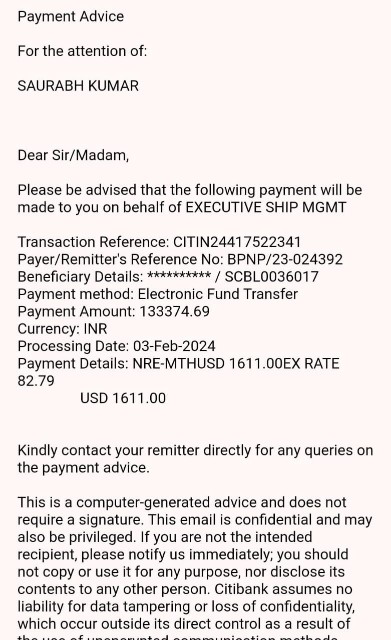 Payment Advice
For the attention of:
SAURABH KUMAR
Dear Sir/Madam,
Please be advised that the following payment will be
made to you on behalf of EXECUTIVE SHIP MGMT
Transaction Reference: CITIN24417522341
Payer/Remitter's Reference No: BPNP/23-024392
Beneficiary Details: ********** / SCBL0036017
Payment method: Electronic Fund Transfer
Payment Amount: 133374.69
Currency: INR
Processing Date: 03-Feb-2024
Payment Details: NRE-MTHUSD 1611.00EX RATE
82.79
USD 1611.00
Kindly contact your remitter directly for any queries on
the payment advice.
This is a computer-generated advice and does not
require a signature. This email is confidential and may
also be privileged. If you are not the intended
recipient, please notify us immediately; you should
not copy or use it for any purpose, nor disclose its
contents to any other person. Citibank assumes no
liability for data tampering or loss of confidentiality,
which occur outside its direct control as a result of
the use of unencrypted communication methods